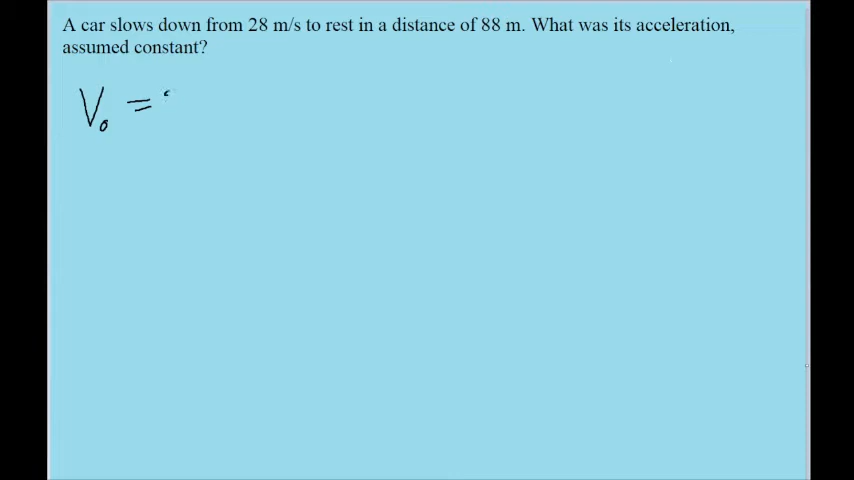 A car slows down from 28 m/s to rest in a distance of 88 m. What was its acceleration,
assumed constant?
V₀ =